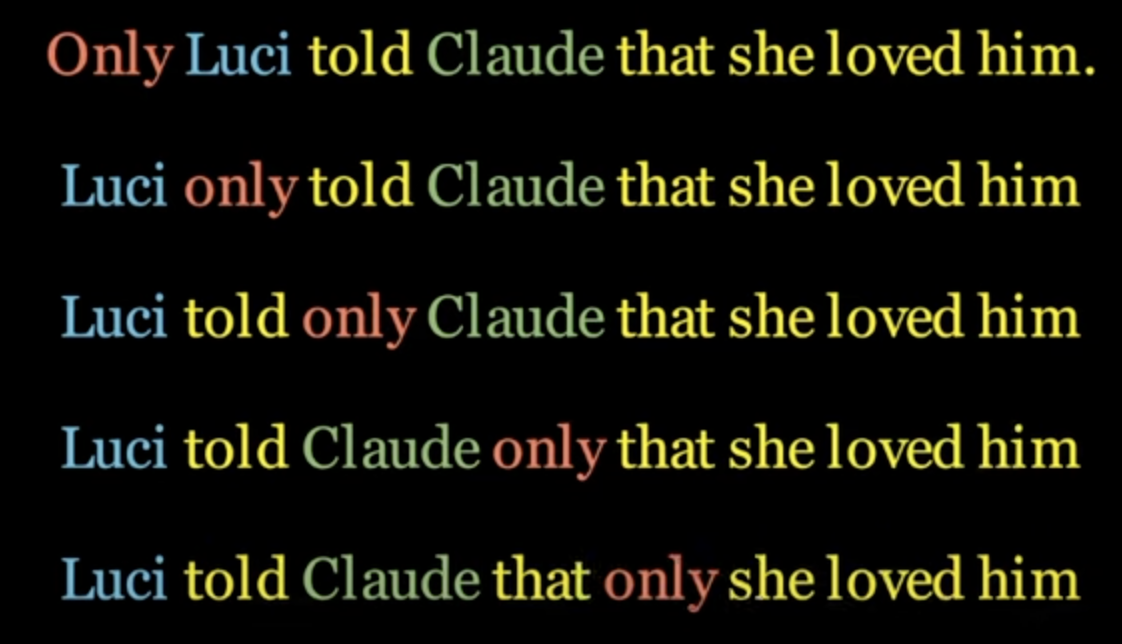 Only Luci told Claude that she loved him.
Luci only told Claude that she loved him
Luci told only Claude that she loved him
Luci told Claude only that she loved him
Luci told Claude that only she loved him